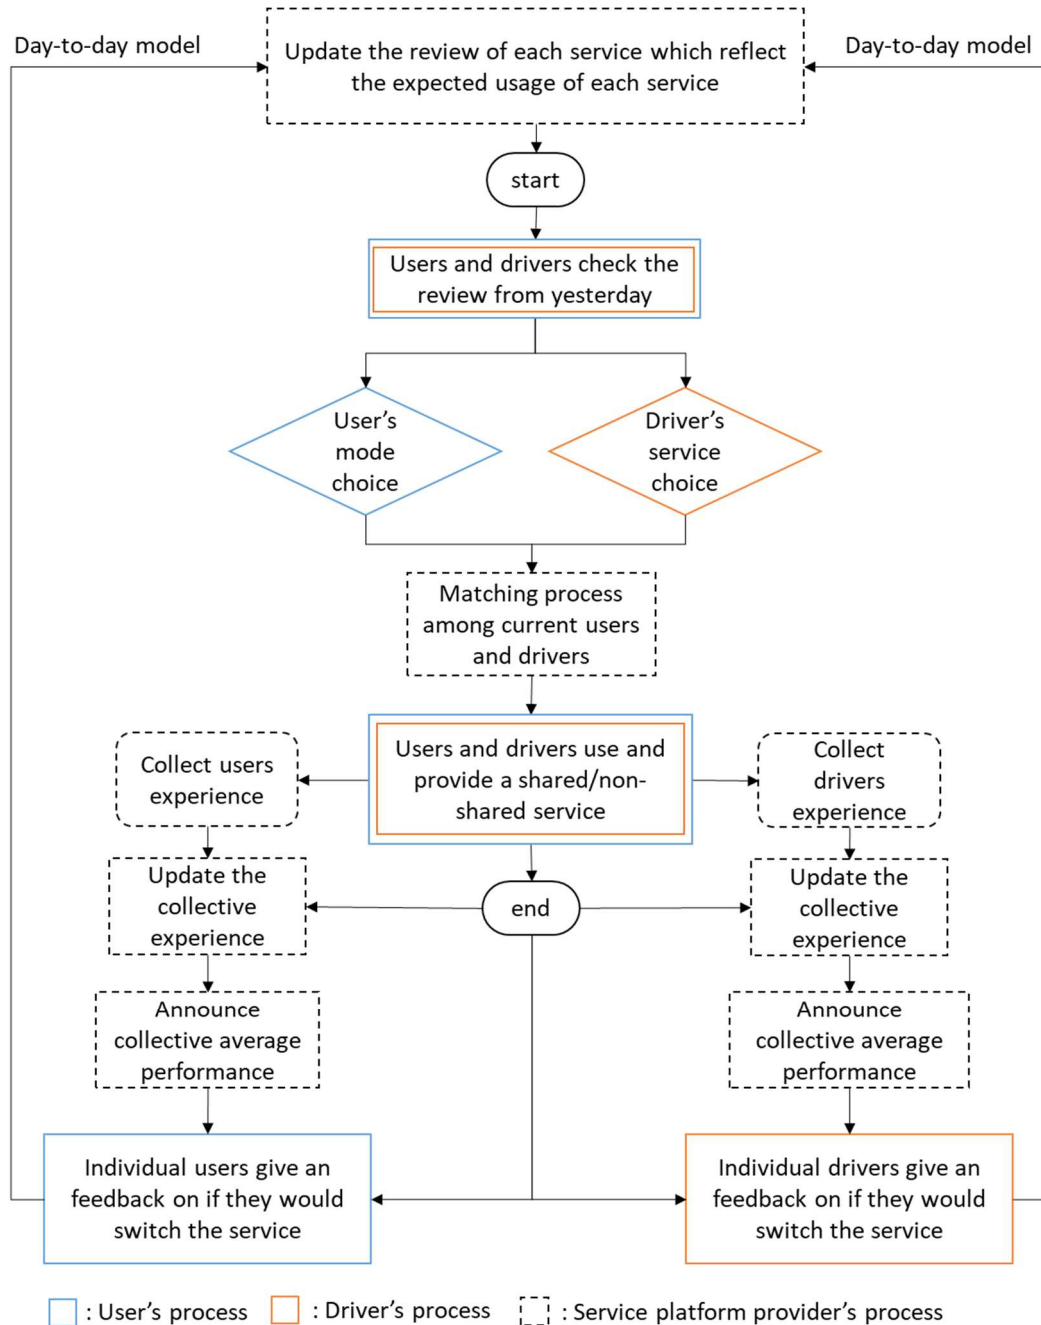 Day-to-day model
Update the review of each service which reflect
the expected usage of each service
Day-to-day model
start
Users and drivers check the
review from yesterday
User's
mode
choice
Driver's
service
choice
Matching process
among current users
and drivers
Users and drivers use and
provide a shared/non-
shared service
Collect users
experience
Collect
drivers
experience
Update the
collective
experience
end
Update the
collective
experience
Announce
collective average
performance
Announce
collective average
performance
Individual users give an
feedback on if they would
switch the service
Individual drivers give an
feedback on if they would
switch the service
: User's process : Driver's process : Service platform provider's process